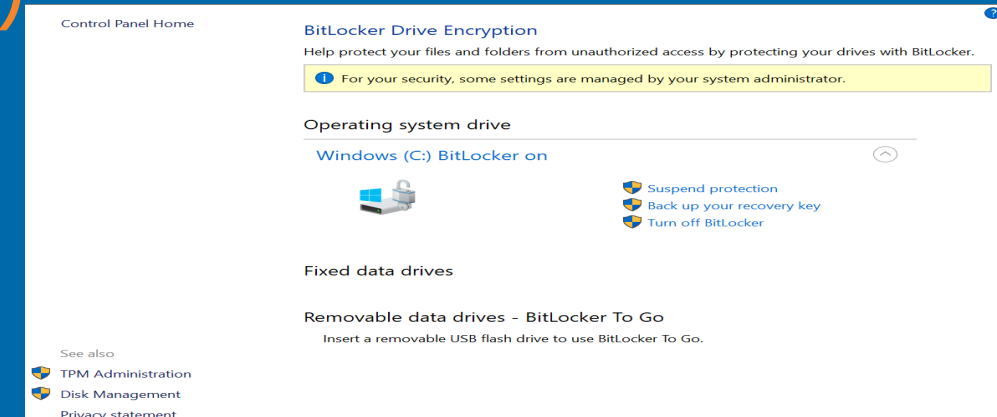 Control Panel Home
BitLocker Drive Encryption
Help protect your files and folders from unauthorized access by protecting your drives with BitLocker.
For your security, some settings are managed by your system administrator.
Operating system drive
Windows (C:) BitLocker on
Suspend protection
Back up your recovery key
Turn off BitLocker
Fixed data drives
Removable data drives - BitLocker To Go
Insert a removable USB flash drive to use BitLocker To Go.
See also
TPM Administration
Disk Management
Privacy statement